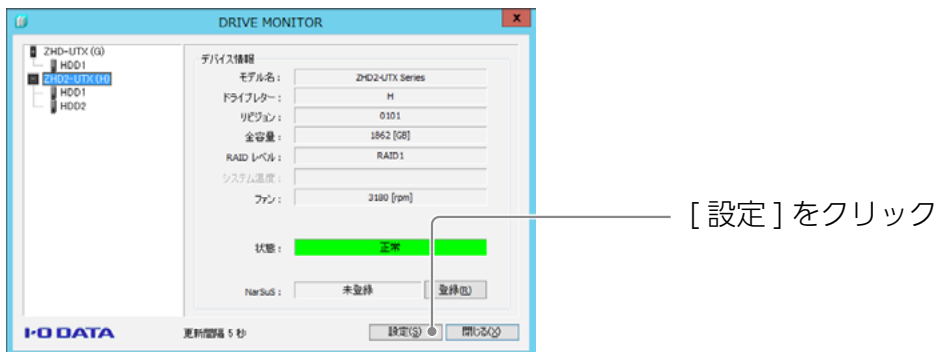 DRIVE MONITOR
x
ZHD-UTX (G)
HDD1
ZHD2-UTX (H)
HDD1
HDD2
デバイス情報
モデル名: ZHD2-UTX Series
ドライブレター: H
リビジョン: 0101
全容量: 1862 [GB]
RAID レベル: RAID1
システム温度:
ファン: 3180 [rpm]
[ 設定 ] をクリック
状態: 正常
NarSuS: 未登録 登録(R)
I-O DATA 更新間隔 5 秒 設定(S) 閉じる(X)